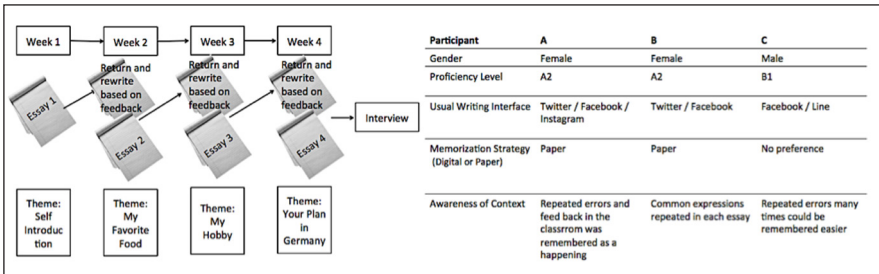 Week 1
Week 2
Week 3
Week 4
Essay 1
Return and
rewrite
based on
feedback
Return and
rewrite
based on
feedback
Return and
rewrite
based on
feedback
Essay 2
Essay 3
Essay 4
Interview
Theme:
Self
Introduc
tion
Theme:
My
Favorite
Food
Theme:
My
Hobby
Theme:
Your Plan
in
Germany
Participant A B C
Gender Female Female Male
Proficiency Level A2 A2 B1
Usual Writing Interface Twitter / Facebook / Twitter / Facebook Facebook / Line
Instagram
Memorization Strategy Paper Paper No preference
(Digital or Paper)
Awareness of Context Repeated errors and Common expressions Repeated errors many
feed back in the repeated in each essay times could be
classrrom was remembered easier
remembered as a
happening